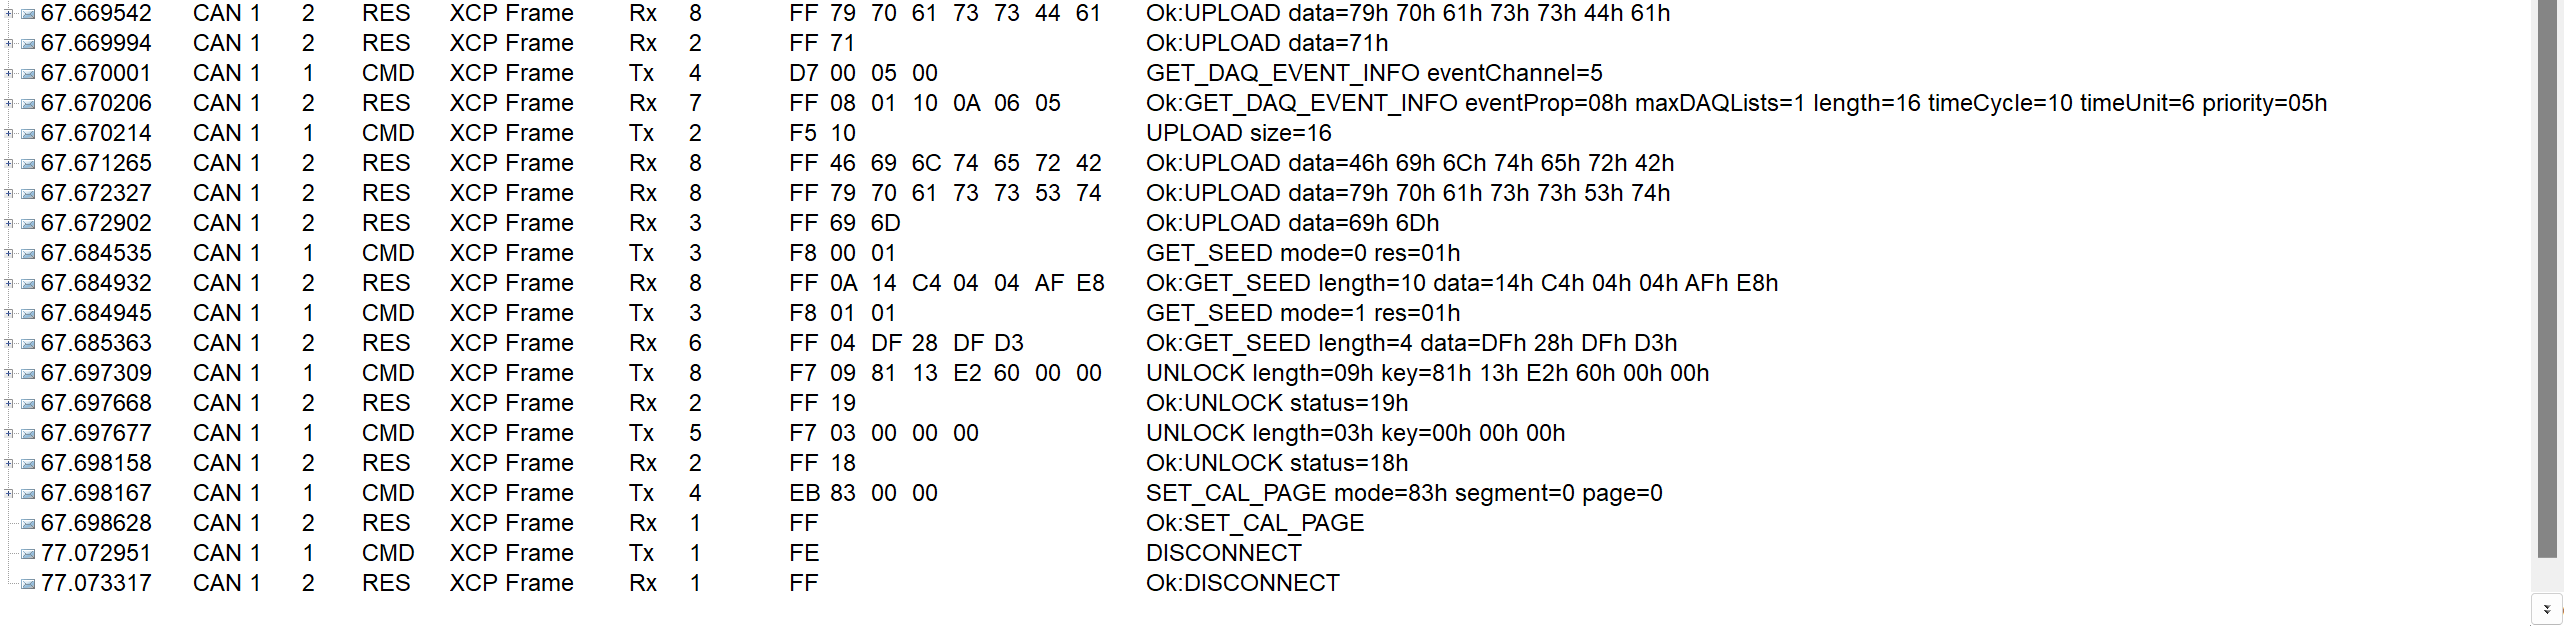 67.669542 CAN 1 2 RES XCP Frame Rx 8 FF 79 70 61 73 73 44 61 Ok:UPLOAD data=79h 70h 61h 73h 73h 44h 61h
67.669994 CAN 1 2 RES XCP Frame Rx 2 FF 71 Ok:UPLOAD data=71h
67.670001 CAN 1 1 CMD XCP Frame Tx 4 D7 00 05 00 GET_DAQ_EVENT_INFO eventChannel=5
67.670206 CAN 1 2 RES XCP Frame Rx 7 FF 08 01 10 0A 06 05 Ok:GET_DAQ_EVENT_INFO eventProp=08h maxDAQLists=1 length=16 timeCycle=10 timeUnit=6 priority=05h
67.670214 CAN 1 1 CMD XCP Frame Tx 2 F5 10 UPLOAD size=16
67.671265 CAN 1 2 RES XCP Frame Rx 8 FF 46 69 6C 74 65 72 42 Ok:UPLOAD data=46h 69h 6Ch 74h 65h 72h 42h
67.672327 CAN 1 2 RES XCP Frame Rx 8 FF 79 70 61 73 73 53 74 Ok:UPLOAD data=79h 70h 61h 73h 73h 53h 74h
67.672902 CAN 1 2 RES XCP Frame Rx 3 FF 69 6D Ok:UPLOAD data=69h 6Dh
67.684535 CAN 1 1 CMD XCP Frame Tx 3 F8 00 01 GET_SEED mode=0 res=01h
67.684932 CAN 1 2 RES XCP Frame Rx 8 FF 0A 14 C4 04 04 AF E8 Ok:GET_SEED length=10 data=14h C4h 04h 04h AFh E8h
67.684945 CAN 1 1 CMD XCP Frame Tx 3 F8 01 01 GET_SEED mode=1 res=01h
67.685363 CAN 1 2 RES XCP Frame Rx 6 FF 04 DF 28 DF D3 Ok:GET_SEED length=4 data=DFh 28h DFh D3h
67.697309 CAN 1 1 CMD XCP Frame Tx 8 F7 09 81 13 E2 60 00 00 UNLOCK length=09h key=81h 13h E2h 60h 00h 00h
67.697668 CAN 1 2 RES XCP Frame Rx 2 FF 19 Ok:UNLOCK status=19h
67.697677 CAN 1 1 CMD XCP Frame Tx 5 F7 03 00 00 00 UNLOCK length=03h key=00h 00h 00h
67.698158 CAN 1 2 RES XCP Frame Rx 2 FF 18 Ok:UNLOCK status=18h
67.698167 CAN 1 1 CMD XCP Frame Tx 4 EB 83 00 00 SET_CAL_PAGE mode=83h segment=0 page=0
67.698628 CAN 1 2 RES XCP Frame Rx 1 FF Ok:SET_CAL_PAGE
77.072951 CAN 1 1 CMD XCP Frame Tx 1 FE DISCONNECT
77.073317 CAN 1 2 RES XCP Frame Rx 1 FF Ok:DISCONNECT